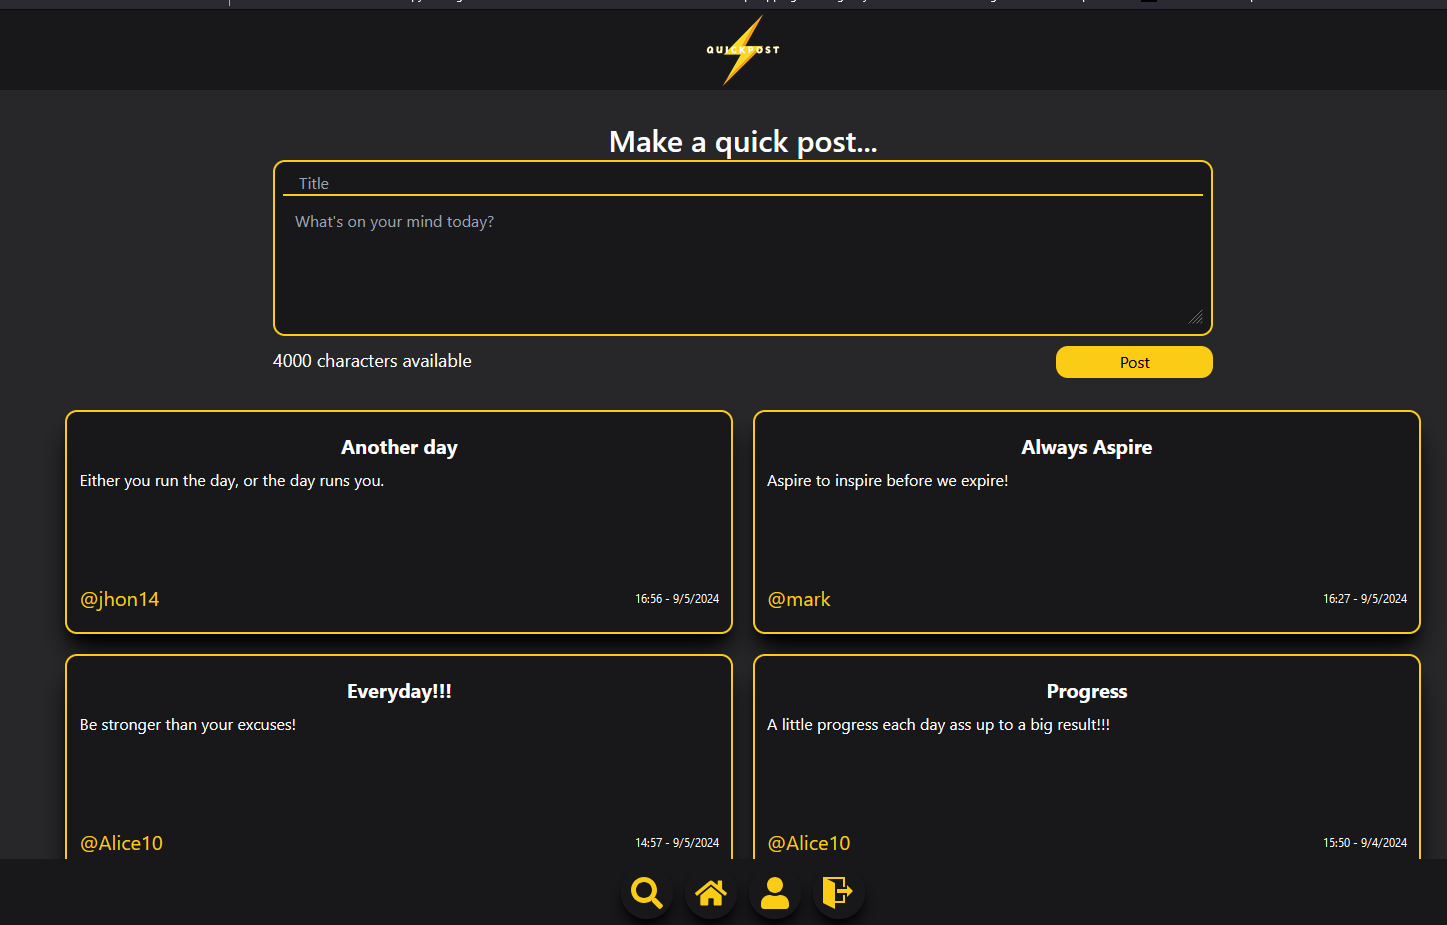 QUICKPOST
Make a quick post...
Title
What's on your mind today?
4000 characters available
Post
Another day
Either you run the day, or the day runs you.
@jhon14
16:56 - 9/5/2024
Always Aspire
Aspire to inspire before we expire!
@mark
16:27 - 9/5/2024
Everyday!!!
Be stronger than your excuses!
@Alice10
14:57 - 9/5/2024
Progress
A little progress each day ass up to a big result!!!
@Alice10
15:50 - 9/4/2024